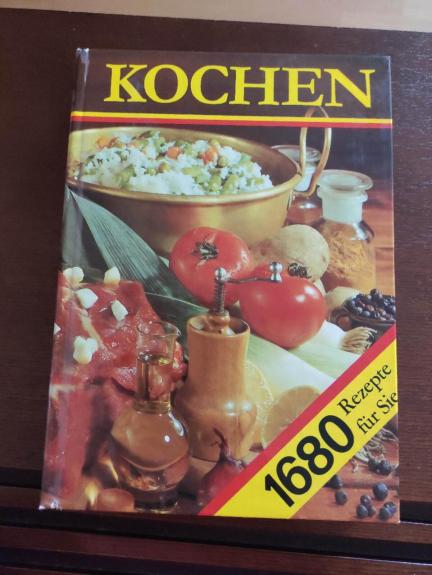 KOCHEN
1680
Rezepte
für Sie